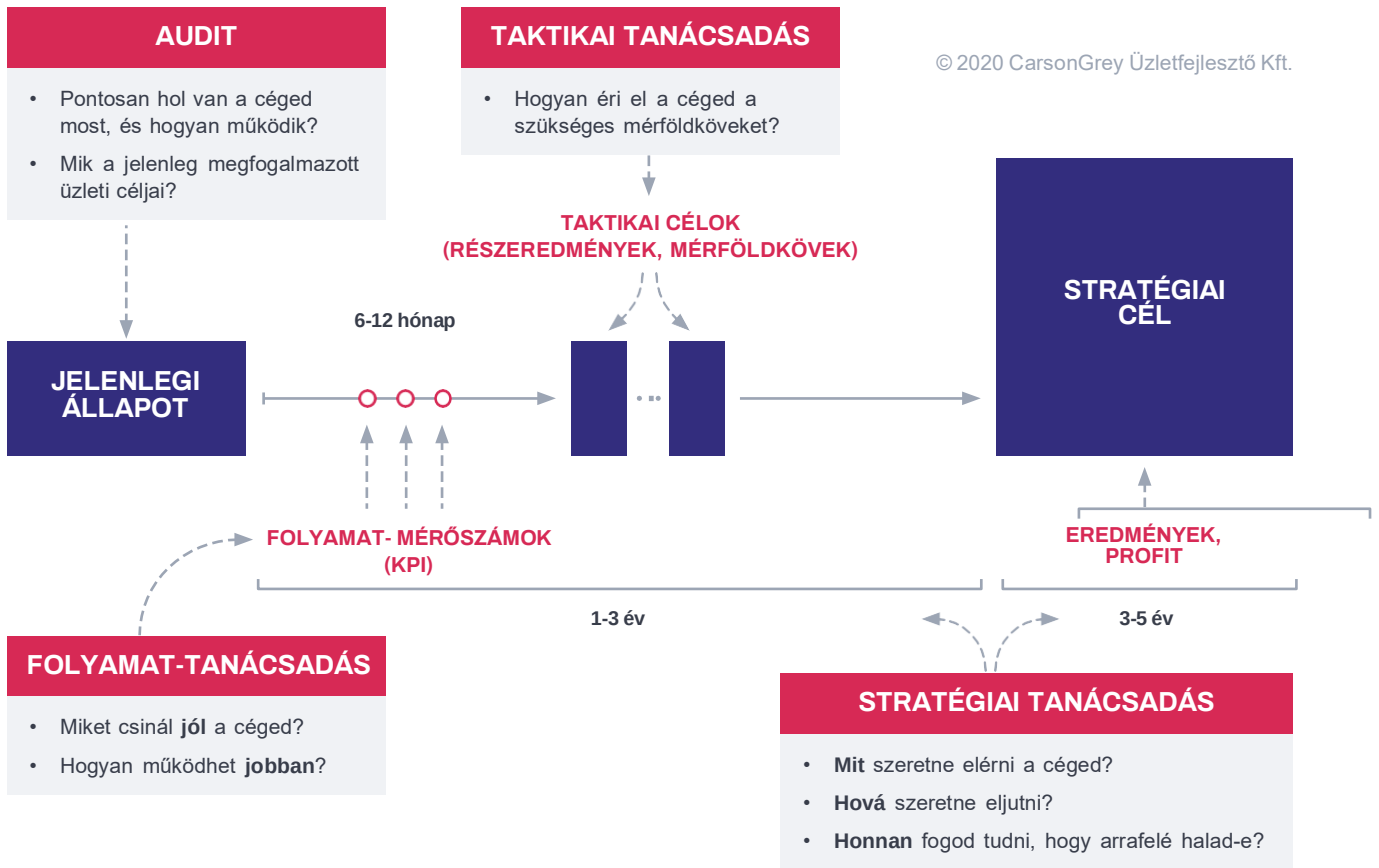 AUDIT
• Pontosan hol van a céged
most, és hogyan működik?
• Mik a jelenleg megfogalmazott
üzleti céljai?
TAKTIKAI TANÁCSADÁS
• Hogyan éri el a céged a
szükséges mérföldköveket?
© 2020 CarsonGrey Üzletfejlesztő Kft.
TAKTIKAI CÉLOK
(RÉSZEREDMÉNYEK, MÉRFÖLDKÖVEK)
STRATÉGIAI
CÉL
6-12 hónap
JELENLEGI
ÁLLAPOT
FOLYAMAT- MÉRŐSZÁMOK
(KPI)
EREDMÉNYEK,
PROFIT
1-3 év
3-5 év
FOLYAMAT-TANÁCSADÁS
• Miket csinál jól a céged?
• Hogyan működhet jobban?
STRATÉGIAI TANÁCSADÁS
• Mit szeretne elérni a céged?
• Hová szeretne eljutni?
• Honnan fogod tudni, hogy arrafelé halad-e?